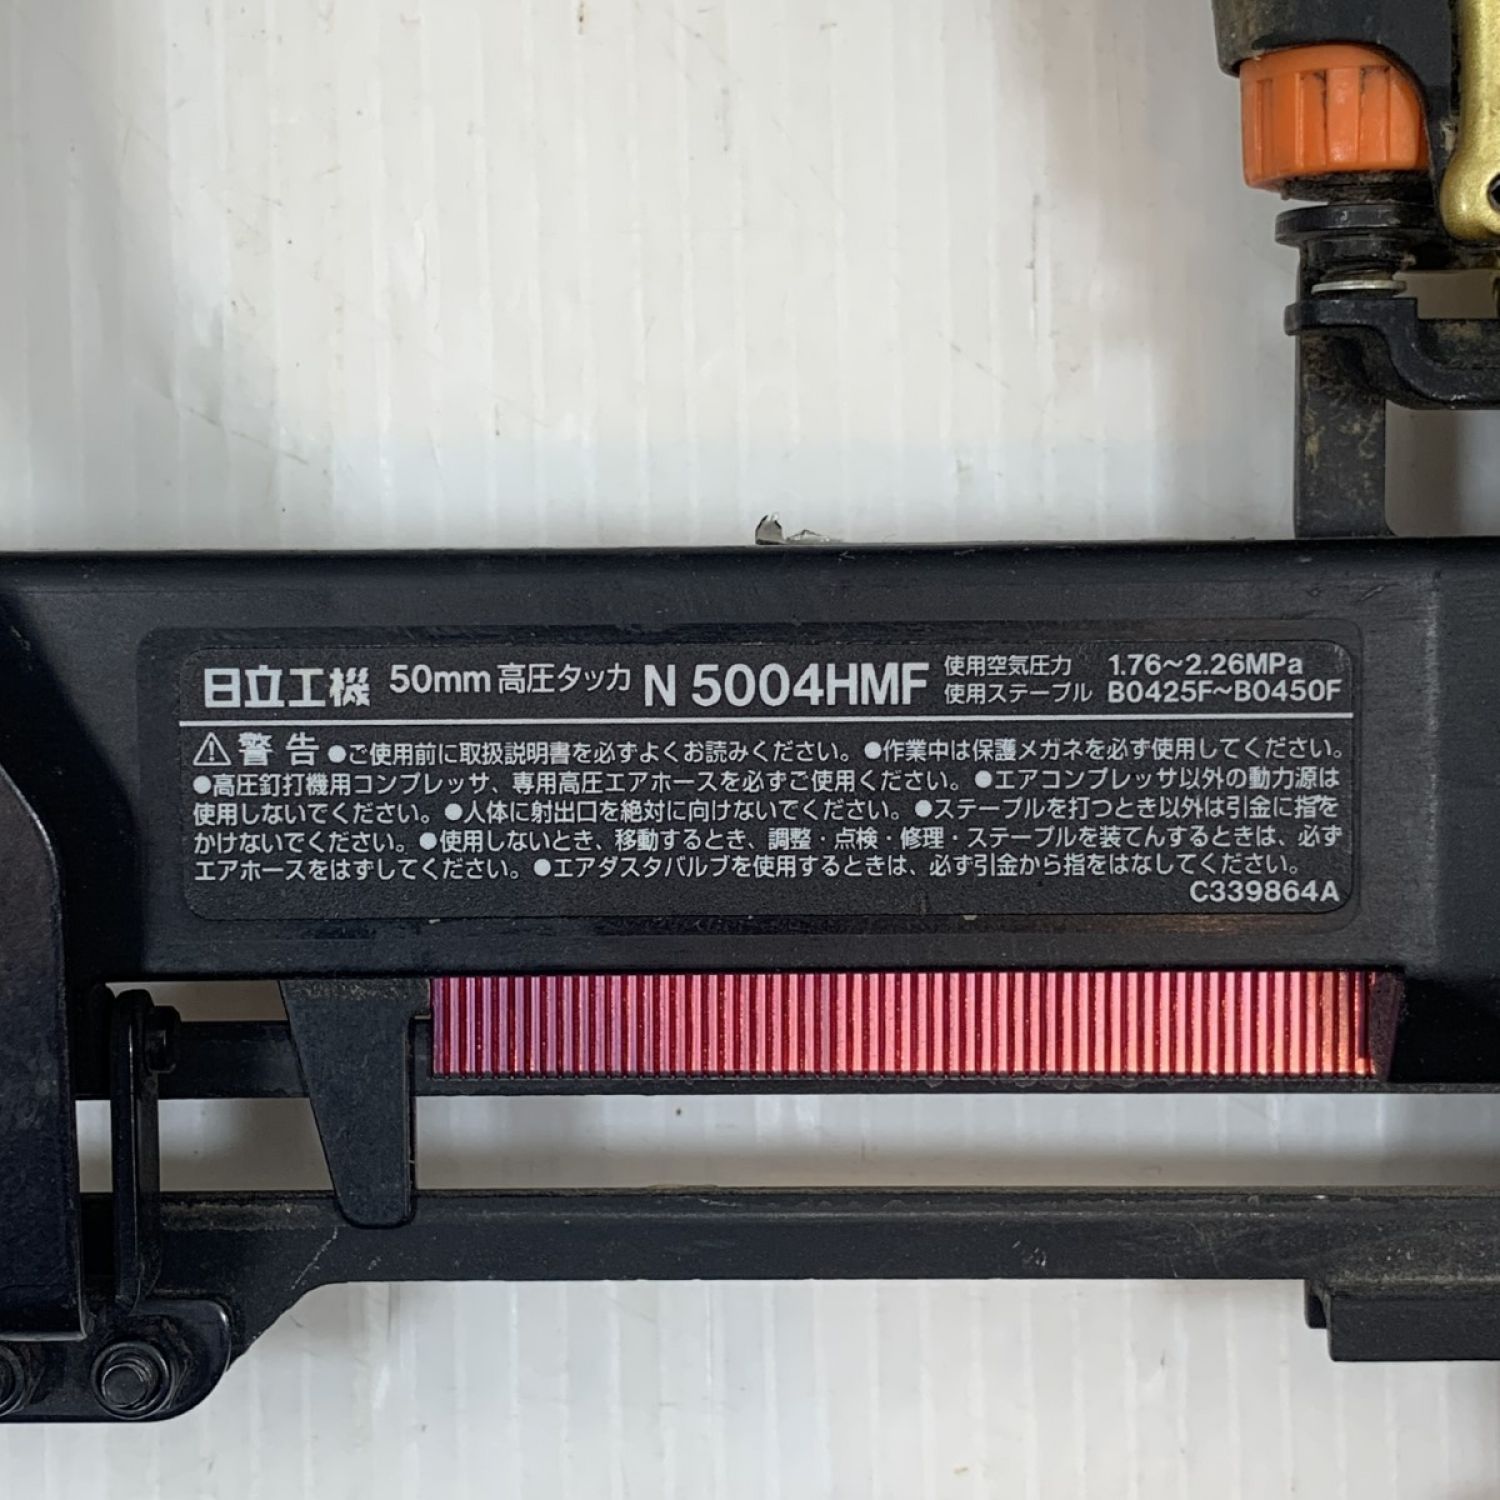 日立工機 50mm 高圧タッカ N 5004HMF 使用空気圧力 1.76～2.26MPa
使用ステープル B0425F～B0450F
⚠警告 ●ご使用前に取扱説明書を必ずよくお読みください。●作業中は保護メガネを必ず使用してください。
●高圧釘打機用コンプレッサ、専用高圧エアホースを必ずご使用ください。●エアコンプレッサ以外の動力源は
使用しないでください。●人体に射出口を絶対に向けないでください。●ステープルを打つとき以外は引金に指を
かけないでください。●使用しないとき、移動するとき、調整・点検・修理・ステープルを装てんするときは、必ず
エアホースをはずしてください。●エアダスタバルブを使用するときは、必ず引金から指をはなしてください。
C339864A